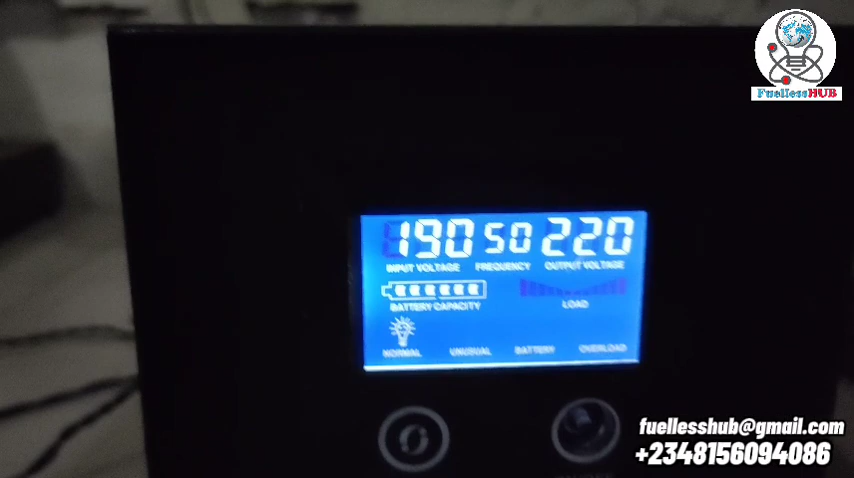 FuellessHUB
190 50 220
INPUT VOLTAGE FREQUENCY OUTPUT VOLTAGE
BATTERY CAPACITY LOAD
NORMAL UNUSUAL BATTERY OVERLOAD
fuellesshub@gmail.com
+2348156094086